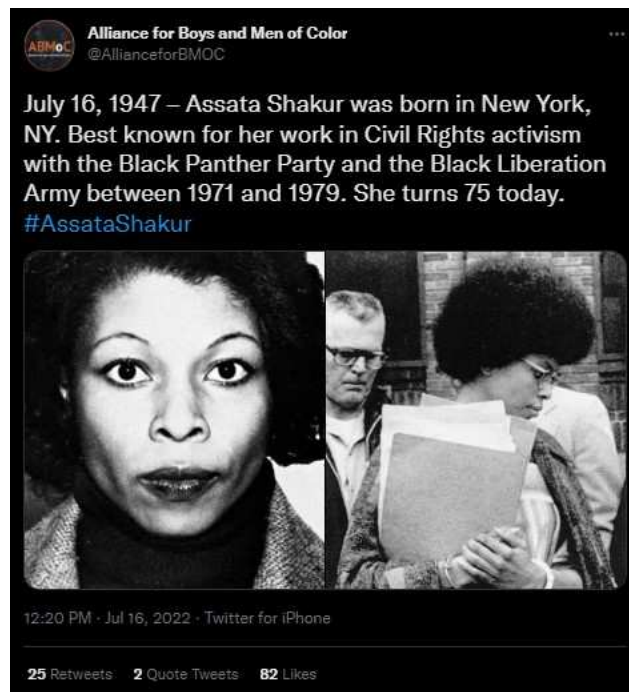 Alliance for Boys and Men of Color
@AllianceforBMOC
ABMoC
July 16, 1947 – Assata Shakur was born in New York,
NY. Best known for her work in Civil Rights activism
with the Black Panther Party and the Black Liberation
Army between 1971 and 1979. She turns 75 today.
#AssataShakur
12:20 PM · Jul 16, 2022 · Twitter for iPhone
25 Retweets 2 Quote Tweets 82 Likes